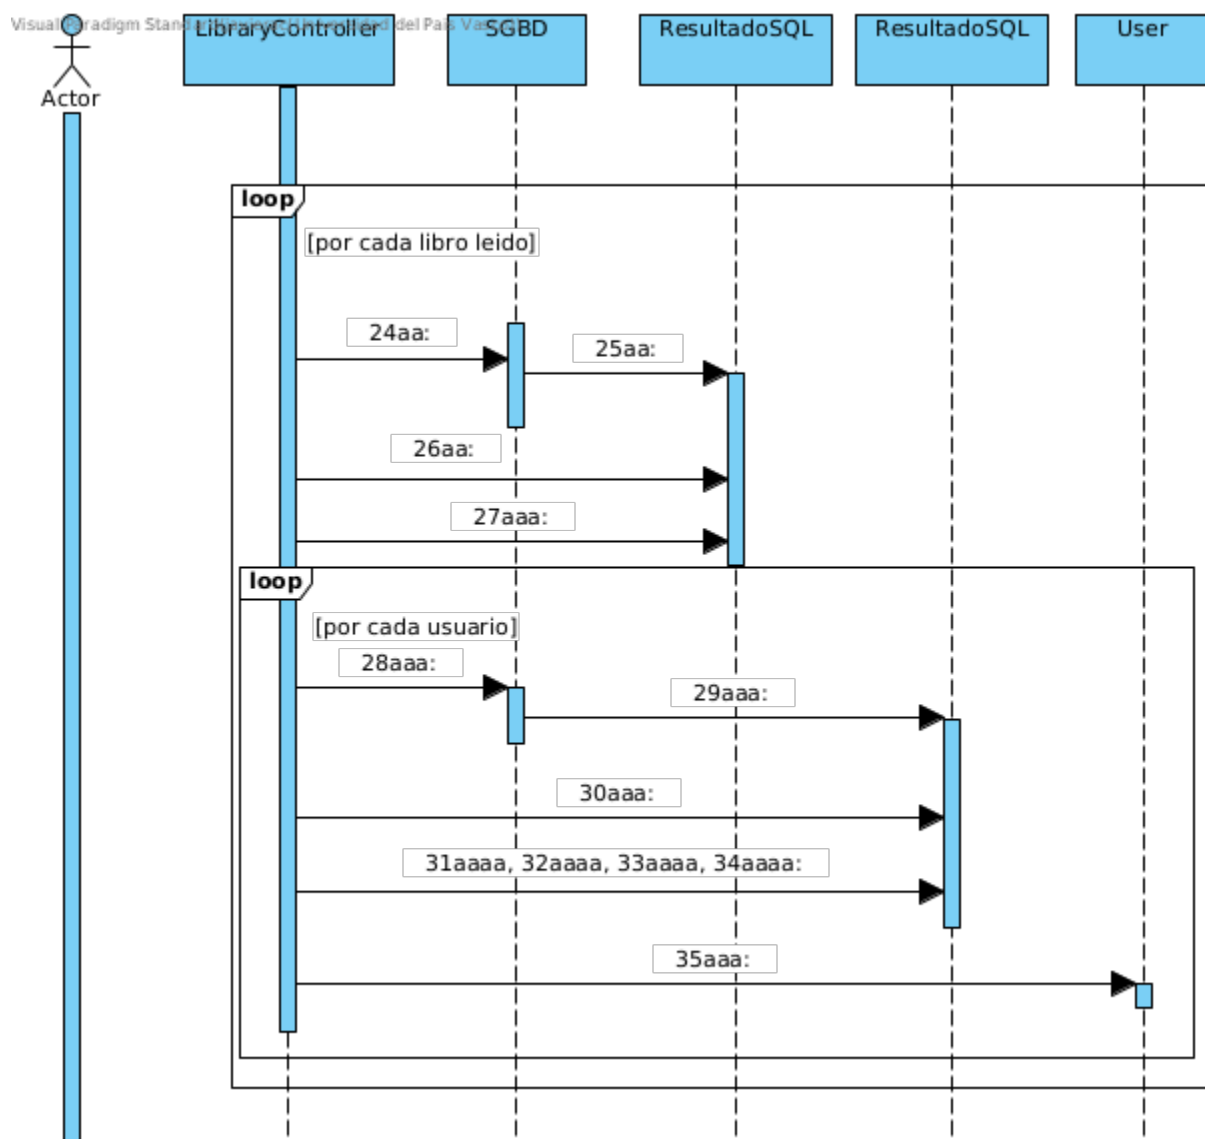 Visual Paradigm Standard del País Vasco
LibraryController
SGBD
ResultadoSQL
ResultadoSQL
User
Actor
loop
[por cada libro leido]
24aa:
25aa:
26aa:
27aaa:
loop
[por cada usuario]
28aaa:
29aaa:
30aaa:
31aaaa, 32aaaa, 33aaaa, 34aaaa:
35aaa: